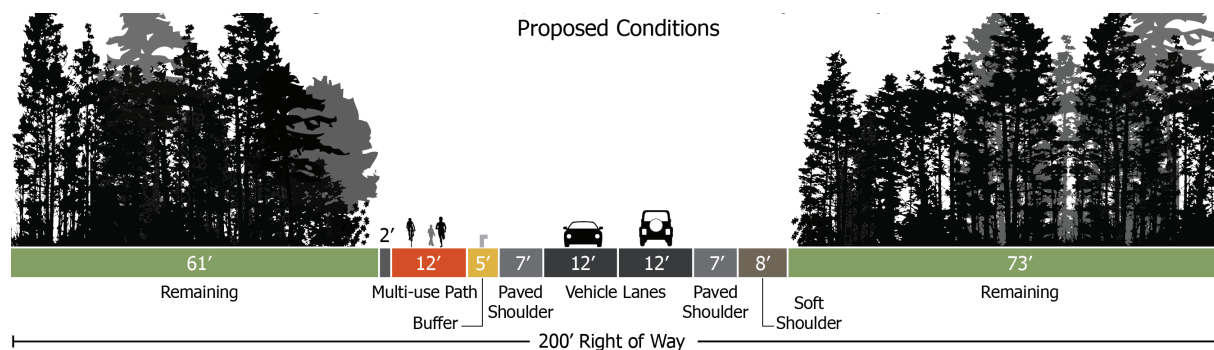 Proposed Conditions
2’
61’
12’
5’
7’
12’
12’
7’
8’
73’
Remaining
Multi-use Path
Buffer
Paved
Shoulder
Vehicle Lanes
Paved
Shoulder
Soft
Shoulder
Remaining
200’ Right of Way